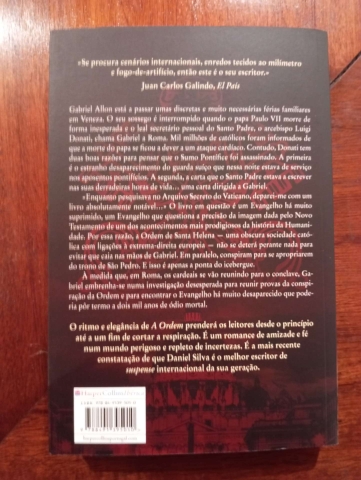 «Se procura cenários internacionais, enredos tecidos ao milímetro
e fogo-de-artifício, então este é o seu escritor.»
Juan Carlos Galindo, El País
Gabriel Allon está a passar umas discretas e muito necessárias férias familiares
em Veneza. O seu sossego é interrompido quando o papa Paulo VII morre de
forma inesperada e o leal secretário pessoal do Santo Padre, o arcebispo Luigi
Donati, chama Gabriel a Roma. Mil milhões de católicos foram informados de
que a morte do papa se ficou a dever a um ataque cardíaco. Contudo, Donati tem
duas boas razões para pensar que o Sumo Pontífice foi assassinado. A primeira
é o estranho desaparecimento do guarda suíço que nessa noite estava de serviço
nos aposentos pontifícios. A segunda, a carta que o Santo Padre estava a escrever
nas suas derradeiras horas de vida… uma carta dirigida a Gabriel.
«Enquanto pesquisava no Arquivo Secreto do Vaticano, deparei-me com um
livro absolutamente notável…» O livro em questão é um Evangelho há muito
suprimido, um Evangelho que questiona a precisão da imagem dada pelo Novo
Testamento de um dos acontecimentos mais prodigiosos da história da Humani-
dade. Por essa razão, a Ordem de Santa Helena — uma obscura sociedade católica
com ligações à extrema-direita europeia — não se deterá perante nada para
evitar que caia nas mãos de Gabriel. Em paralelo, conspiram para se apropriarem
do trono de São Pedro. E isso é apenas a ponta do icebergue.
À medida que, em Roma, os cardeais se vão reunindo para o conclave, Ga-
briel embrenha-se numa investigação desesperada para reunir provas da conspira-
ção da Ordem e para encontrar o Evangelho há muito desaparecido que pode-
ria pôr termo a dois mil anos de ódio mortal.
O ritmo e elegância de A Ordem prenderá os leitores desde o princípio
até a um fim de cortar a respiração. É um romance de amizade e fé
num mundo perigoso e repleto de incertezas. É a mais recente
constatação de que Daniel Silva é o melhor escritor de
suspense internacional da sua geração.
HarperCollins